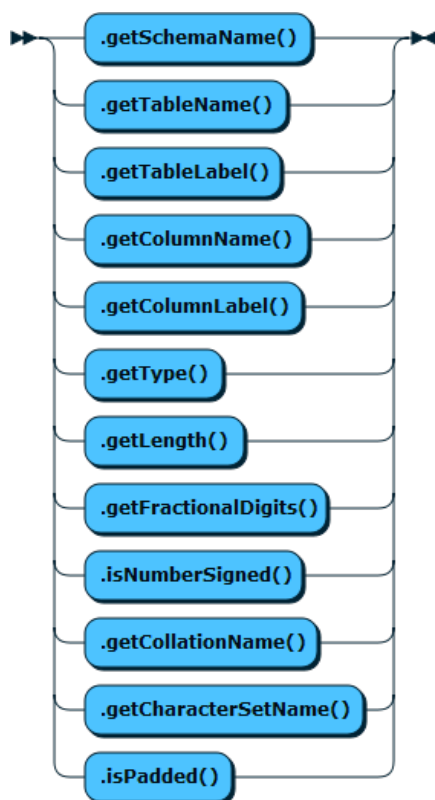 .getSchemaName()
.getTableName()
.getTableLabel()
.getColumnName()
.getColumnLabel()
.getType()
.getLength()
.getFractionalDigits()
.isNumberSigned()
.getCollationName()
.getCharacterSetName()
.isPadded()